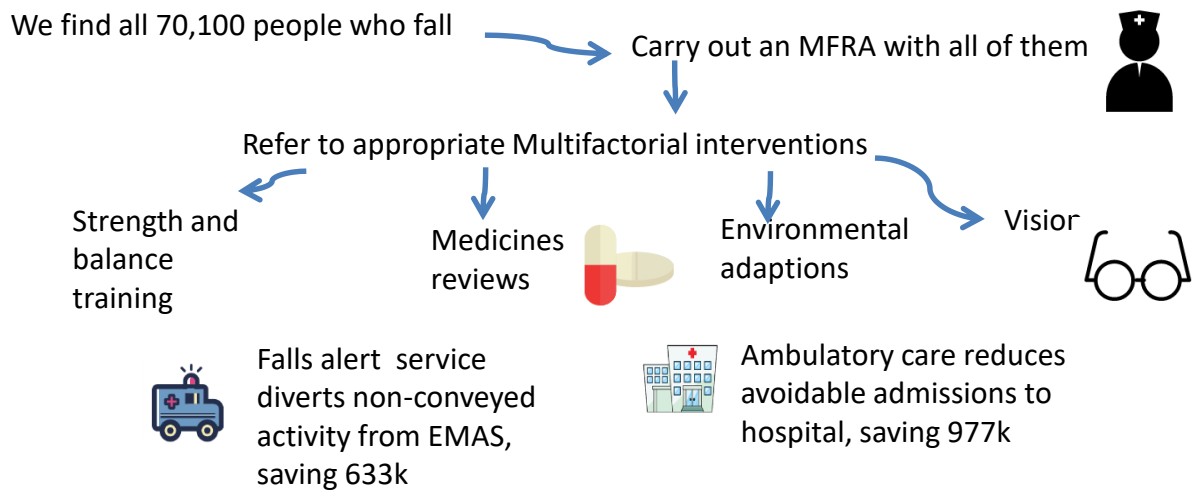 We find all 70,100 people who fall
Carry out an MFRA with all of them
Refer to appropriate Multifactorial interventions
Strength and
balance
training
Medicines
reviews
Environmental
adaptions
Vision
Falls alert service
diverts non-conveyed
activity from EMAS,
saving 633k
Ambulatory care reduces
avoidable admissions to
hospital, saving 977k